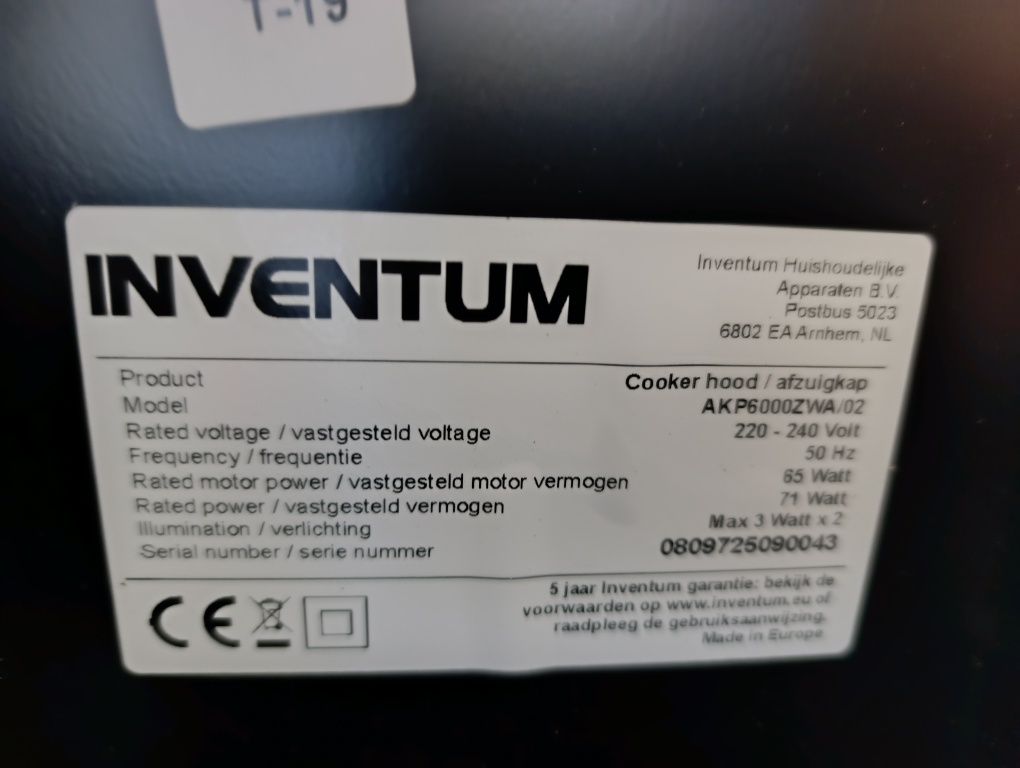 T-19
INVENTUM
Inventum Huishoudelijke
Apparaten B.V.
Postbus 5023
6802 EA Arnhem, NL
Product Cooker hood / afzuigkap
Model AKP6000ZWA/02
Rated voltage / vastgesteld voltage 220 - 240 Volt
Frequency / frequentie 50 Hz
Rated motor power / vastgesteld motor vermogen 65 Watt
Rated power / vastgesteld vermogen 71 Watt
Illumination / verlichting Max 3 Watt x 2
Serial number / serie nummer 0809725090043
CE
5 jaar Inventum garantie: bekijk de
voorwaarden op www.inventum.eu of
raadpleeg de gebruiksaanwijzing.
Made in Europe